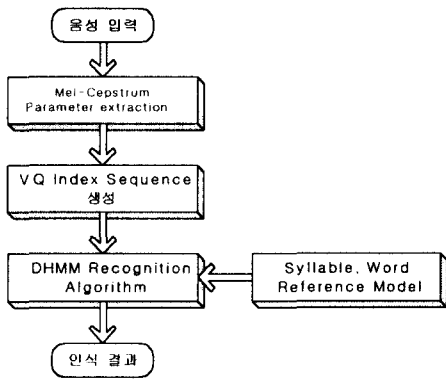 음성 입력
Mel-Cepstrum
Parameter extraction
VQ Index Sequence
생성
DHMM Recognition
Algorithm
Syllable, Word
Reference Model
인식 결과